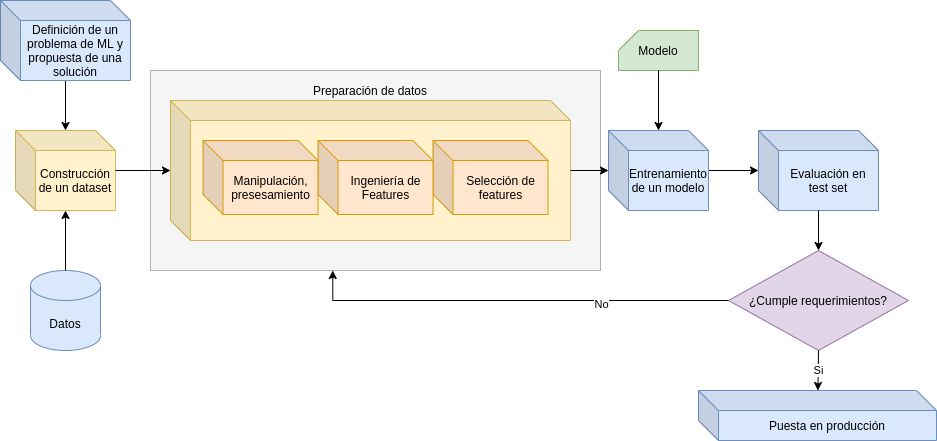 Definición de un
problema de ML y
propuesta de una
solución
Modelo
Preparación de datos
Construcción
de un dataset
Manipulación,
presesamiento
Ingeniería de
Features
Selección de
features
Entrenamiento
de un modelo
Evaluación en
test set
Datos
¿Cumple requerimientos?
No
Si
Puesta en producción